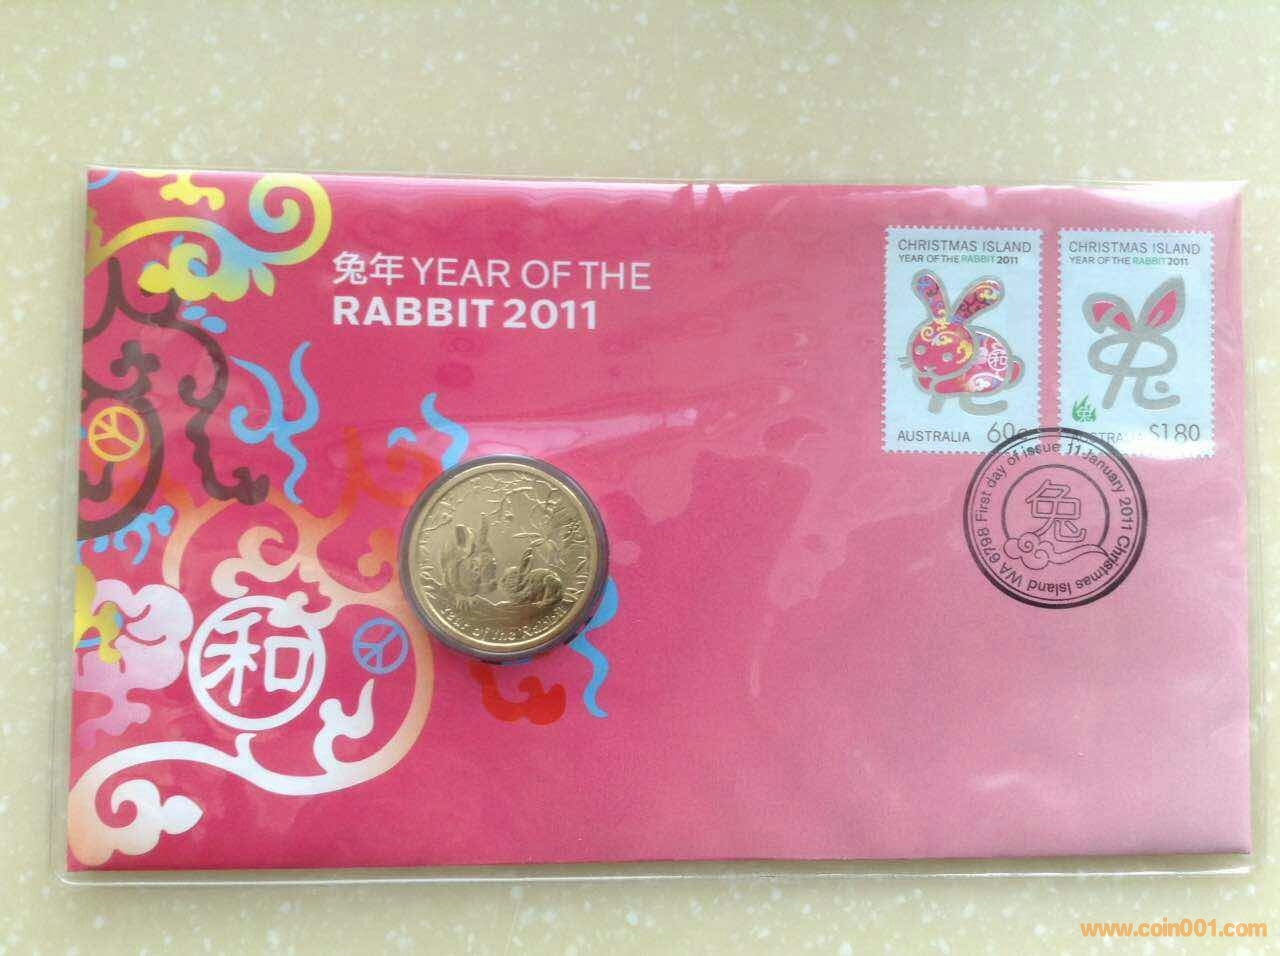 兔年 YEAR OF THE
RABBIT 2011
CHRISTMAS ISLAND
YEAR OF THE RABBIT 2011
和
AUSTRALIA 60c
CHRISTMAS ISLAND
YEAR OF THE RABBIT 2011
兔
AUSTRALIA $1.80
First day of issue 11 January 2011 Christmas Island WA 6798
兔
Year of the Rabbit
和
www.coin001.com